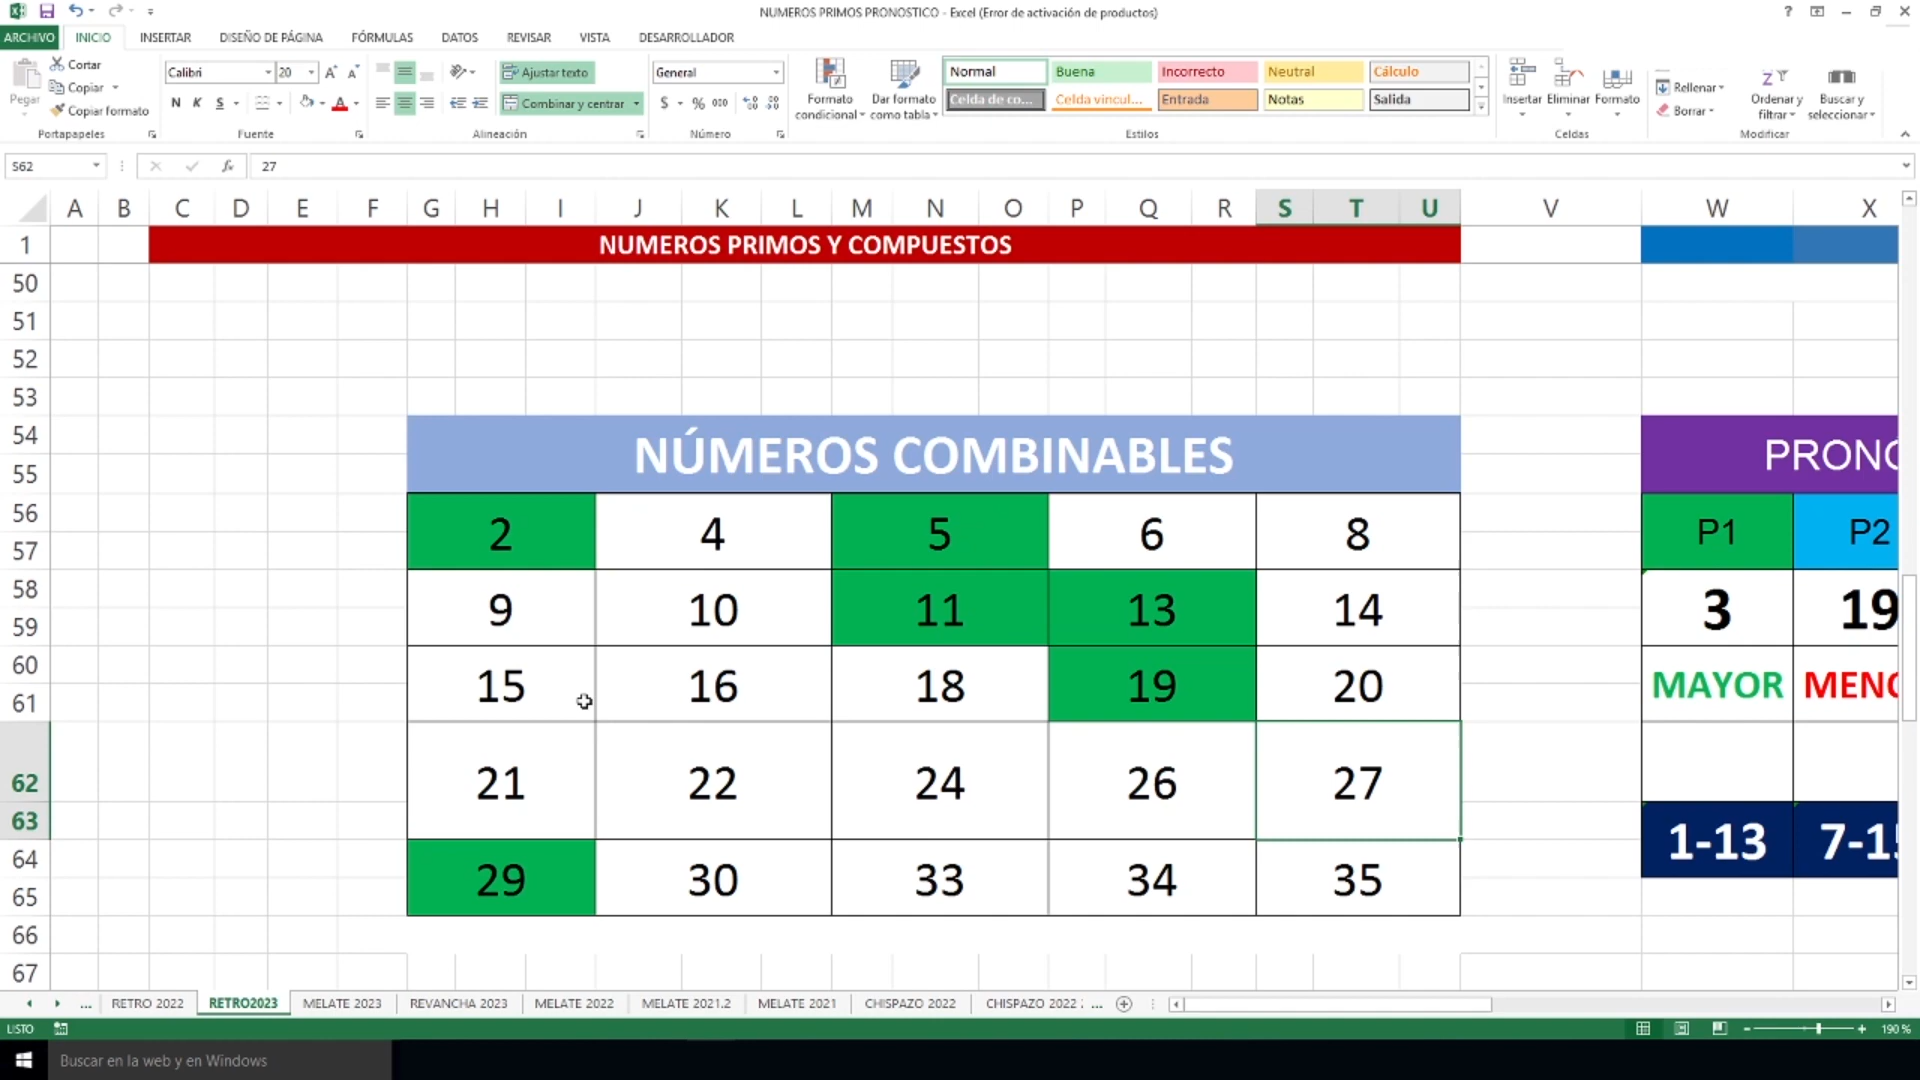 NUMEROS PRIMOS PRONOSTICO - Excel (Error de activación de productos)
ARCHIVO INICIO INSERTAR DISEÑO DE PÁGINA FÓRMULAS DATOS REVISAR VISTA DESARROLLADOR
Pegar Cortar Copiar Copiar formato Portapapeles
Calibri 20 N K S Fuente
Ajustar texto Combinar y centrar Alineación
General $ % 000 Número
Formato condicional Dar formato como tabla
Normal Buena Incorrecto Neutral Cálculo
Celda de co... Celda vincul... Entrada Notas Salida
Estilos
Insertar Eliminar Formato Celdas
Rellenar Borrar Ordenar y filtrar Buscar y seleccionar Modificar
S62 fx 27
A B C D E F G H I J K L M N O P Q R S T U V W X
1 NUMEROS PRIMOS Y COMPUESTOS
50
51
52
53
54
55
NÚMEROS COMBINABLES PRONO
56
57
2 4 5 6 8 P1 P2
58
59
9 10 11 13 14 3 19
60
61
15 16 18 19 20 MAYOR MENO
62
21 22 24 26 27
63
64
1-13 7-1
65
29 30 33 34 35
66
67
... RETRO 2022 RETRO2023 MELATE 2023 REVANCHA 2023 MELATE 2022 MELATE 2021.2 MELATE 2021 CHISPAZO 2022 CHISPAZO 2022 ...
LISTO 190 %
Buscar en la web y en Windows